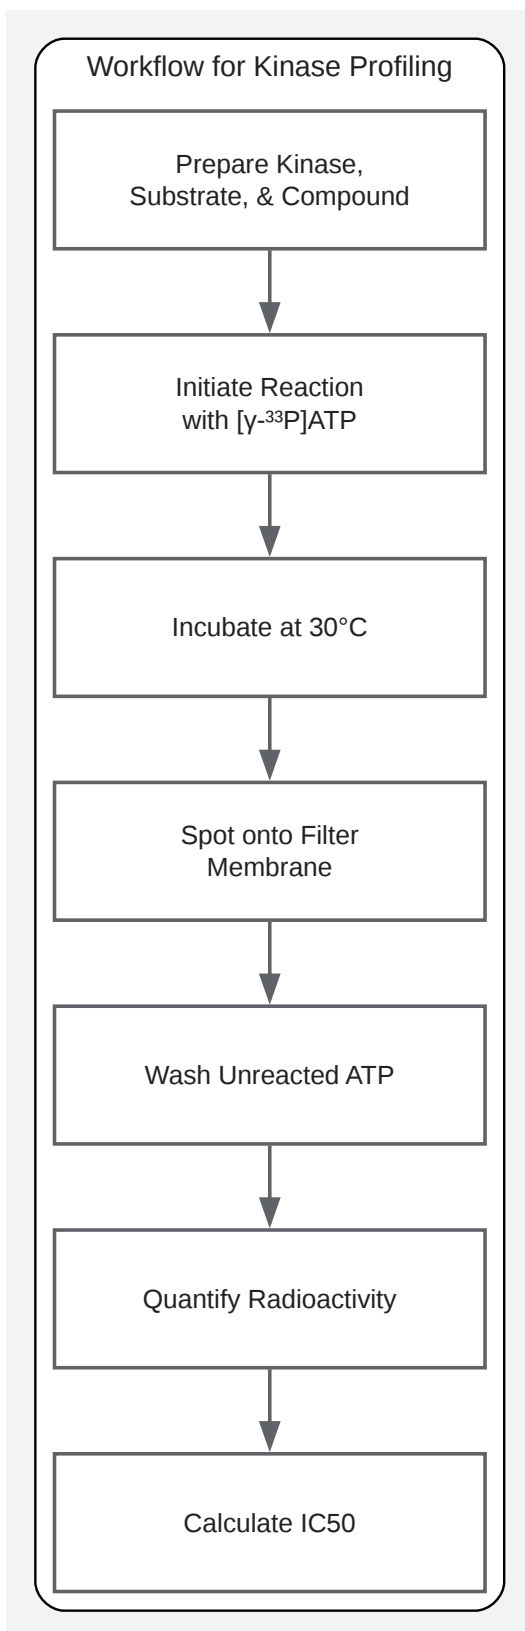 Workflow for Kinase Profiling
Prepare Kinase,
Substrate, & Compound
Initiate Reaction
with [γ-³³P]ATP
Incubate at 30°C
Spot onto Filter
Membrane
Wash Unreacted ATP
Quantify Radioactivity
Calculate IC50